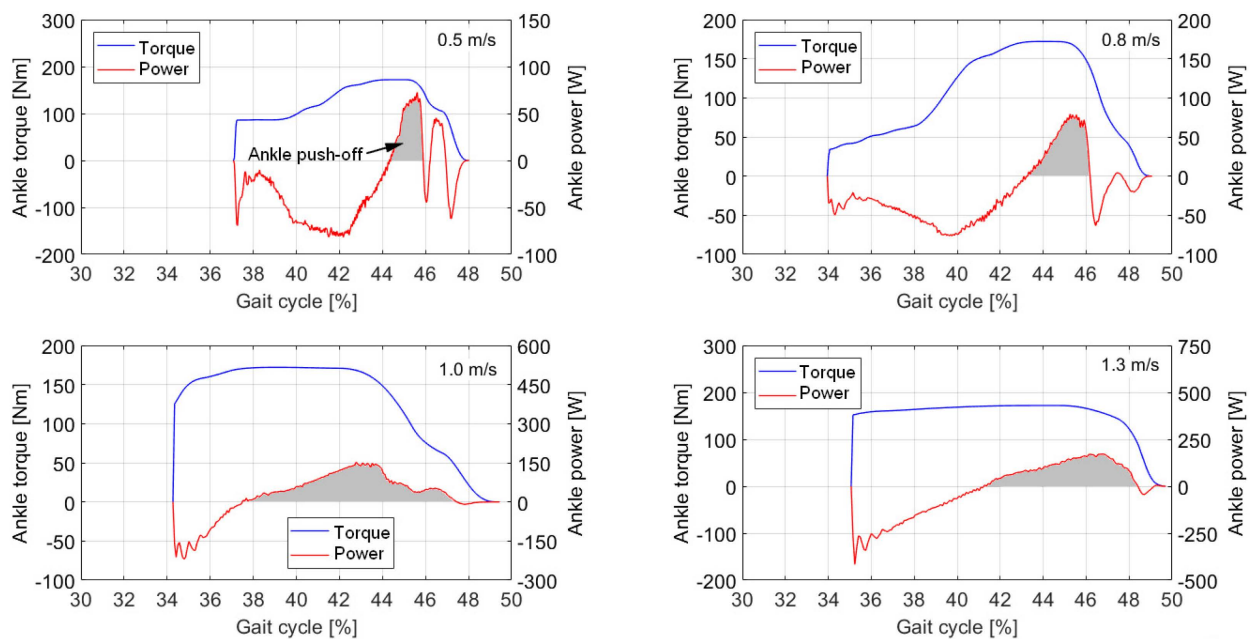 300
200
100
0
-100
-200
Ankle torque [Nm]
Torque
Power
0.5 m/s
Ankle push-off
150
100
50
0
-50
-100
Ankle power [W]
30 32 34 36 38 40 42 44 46 48 50
Gait cycle [%]
200
150
100
50
0
-50
-100
Ankle torque [Nm]
Torque
Power
0.8 m/s
200
150
100
50
0
-50
-100
Ankle power [W]
30 32 34 36 38 40 42 44 46 48 50
Gait cycle [%]
200
150
100
50
0
-50
-100
Ankle torque [Nm]
1.0 m/s
Torque
Power
600
450
300
150
0
-150
-300
Ankle power [W]
30 32 34 36 38 40 42 44 46 48 50
Gait cycle [%]
300
200
100
0
-100
-200
Ankle torque [Nm]
Torque
Power
1.3 m/s
750
500
250
0
-250
-500
Ankle power [W]
30 32 34 36 38 40 42 44 46 48 50
Gait cycle [%]